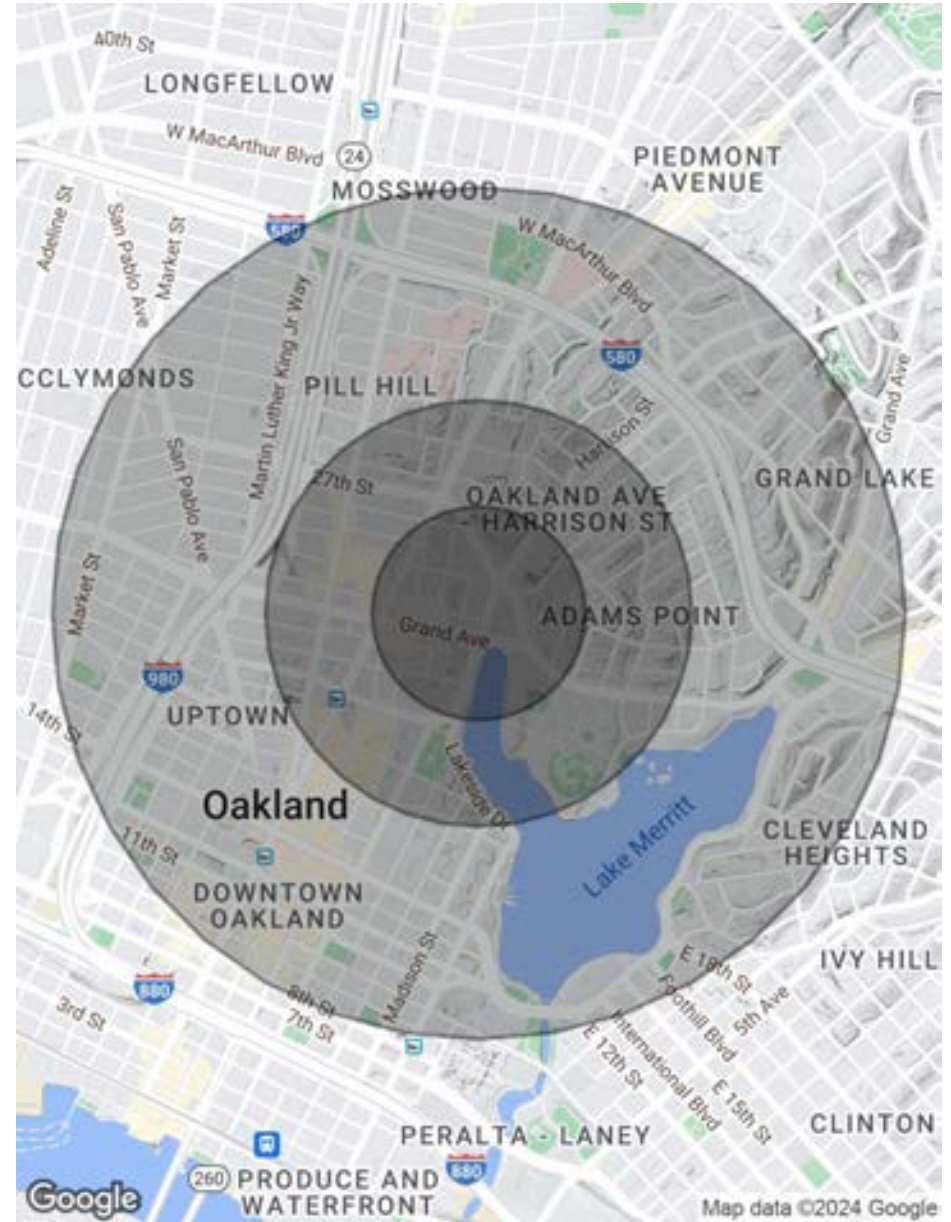 40th St
LONGFELLOW
W MacArthur Blvd
24
PIEDMONT
AVENUE
MOSSWOOD
Adeline St
San Pablo Ave
Market St
580
W MacArthur Blvd
Martin Luther King Jr Way
580
CCLYMONDS
PILL HILL
Grand Ave
Harrison St
San Pablo Ave
27th St
GRAND LAKE
OAKLAND AVE
- HARRISON ST
Market St
Grand Ave
ADAMS POINT
980
14th St
UPTOWN
Lakeside Dr
Oakland
Lake Merritt
11th St
CLEVELAND
HEIGHTS
DOWNTOWN
OAKLAND
Madison St
E 18th St
IVY HILL
880
3rd St
8th St
7th St
Foothill Blvd
5th Ave
International Blvd
E 12th St
E 15th St
PERALTA - LANEY
CLINTON
880
260
PRODUCE AND
WATERFRONT
Google
Map data ©2024 Google